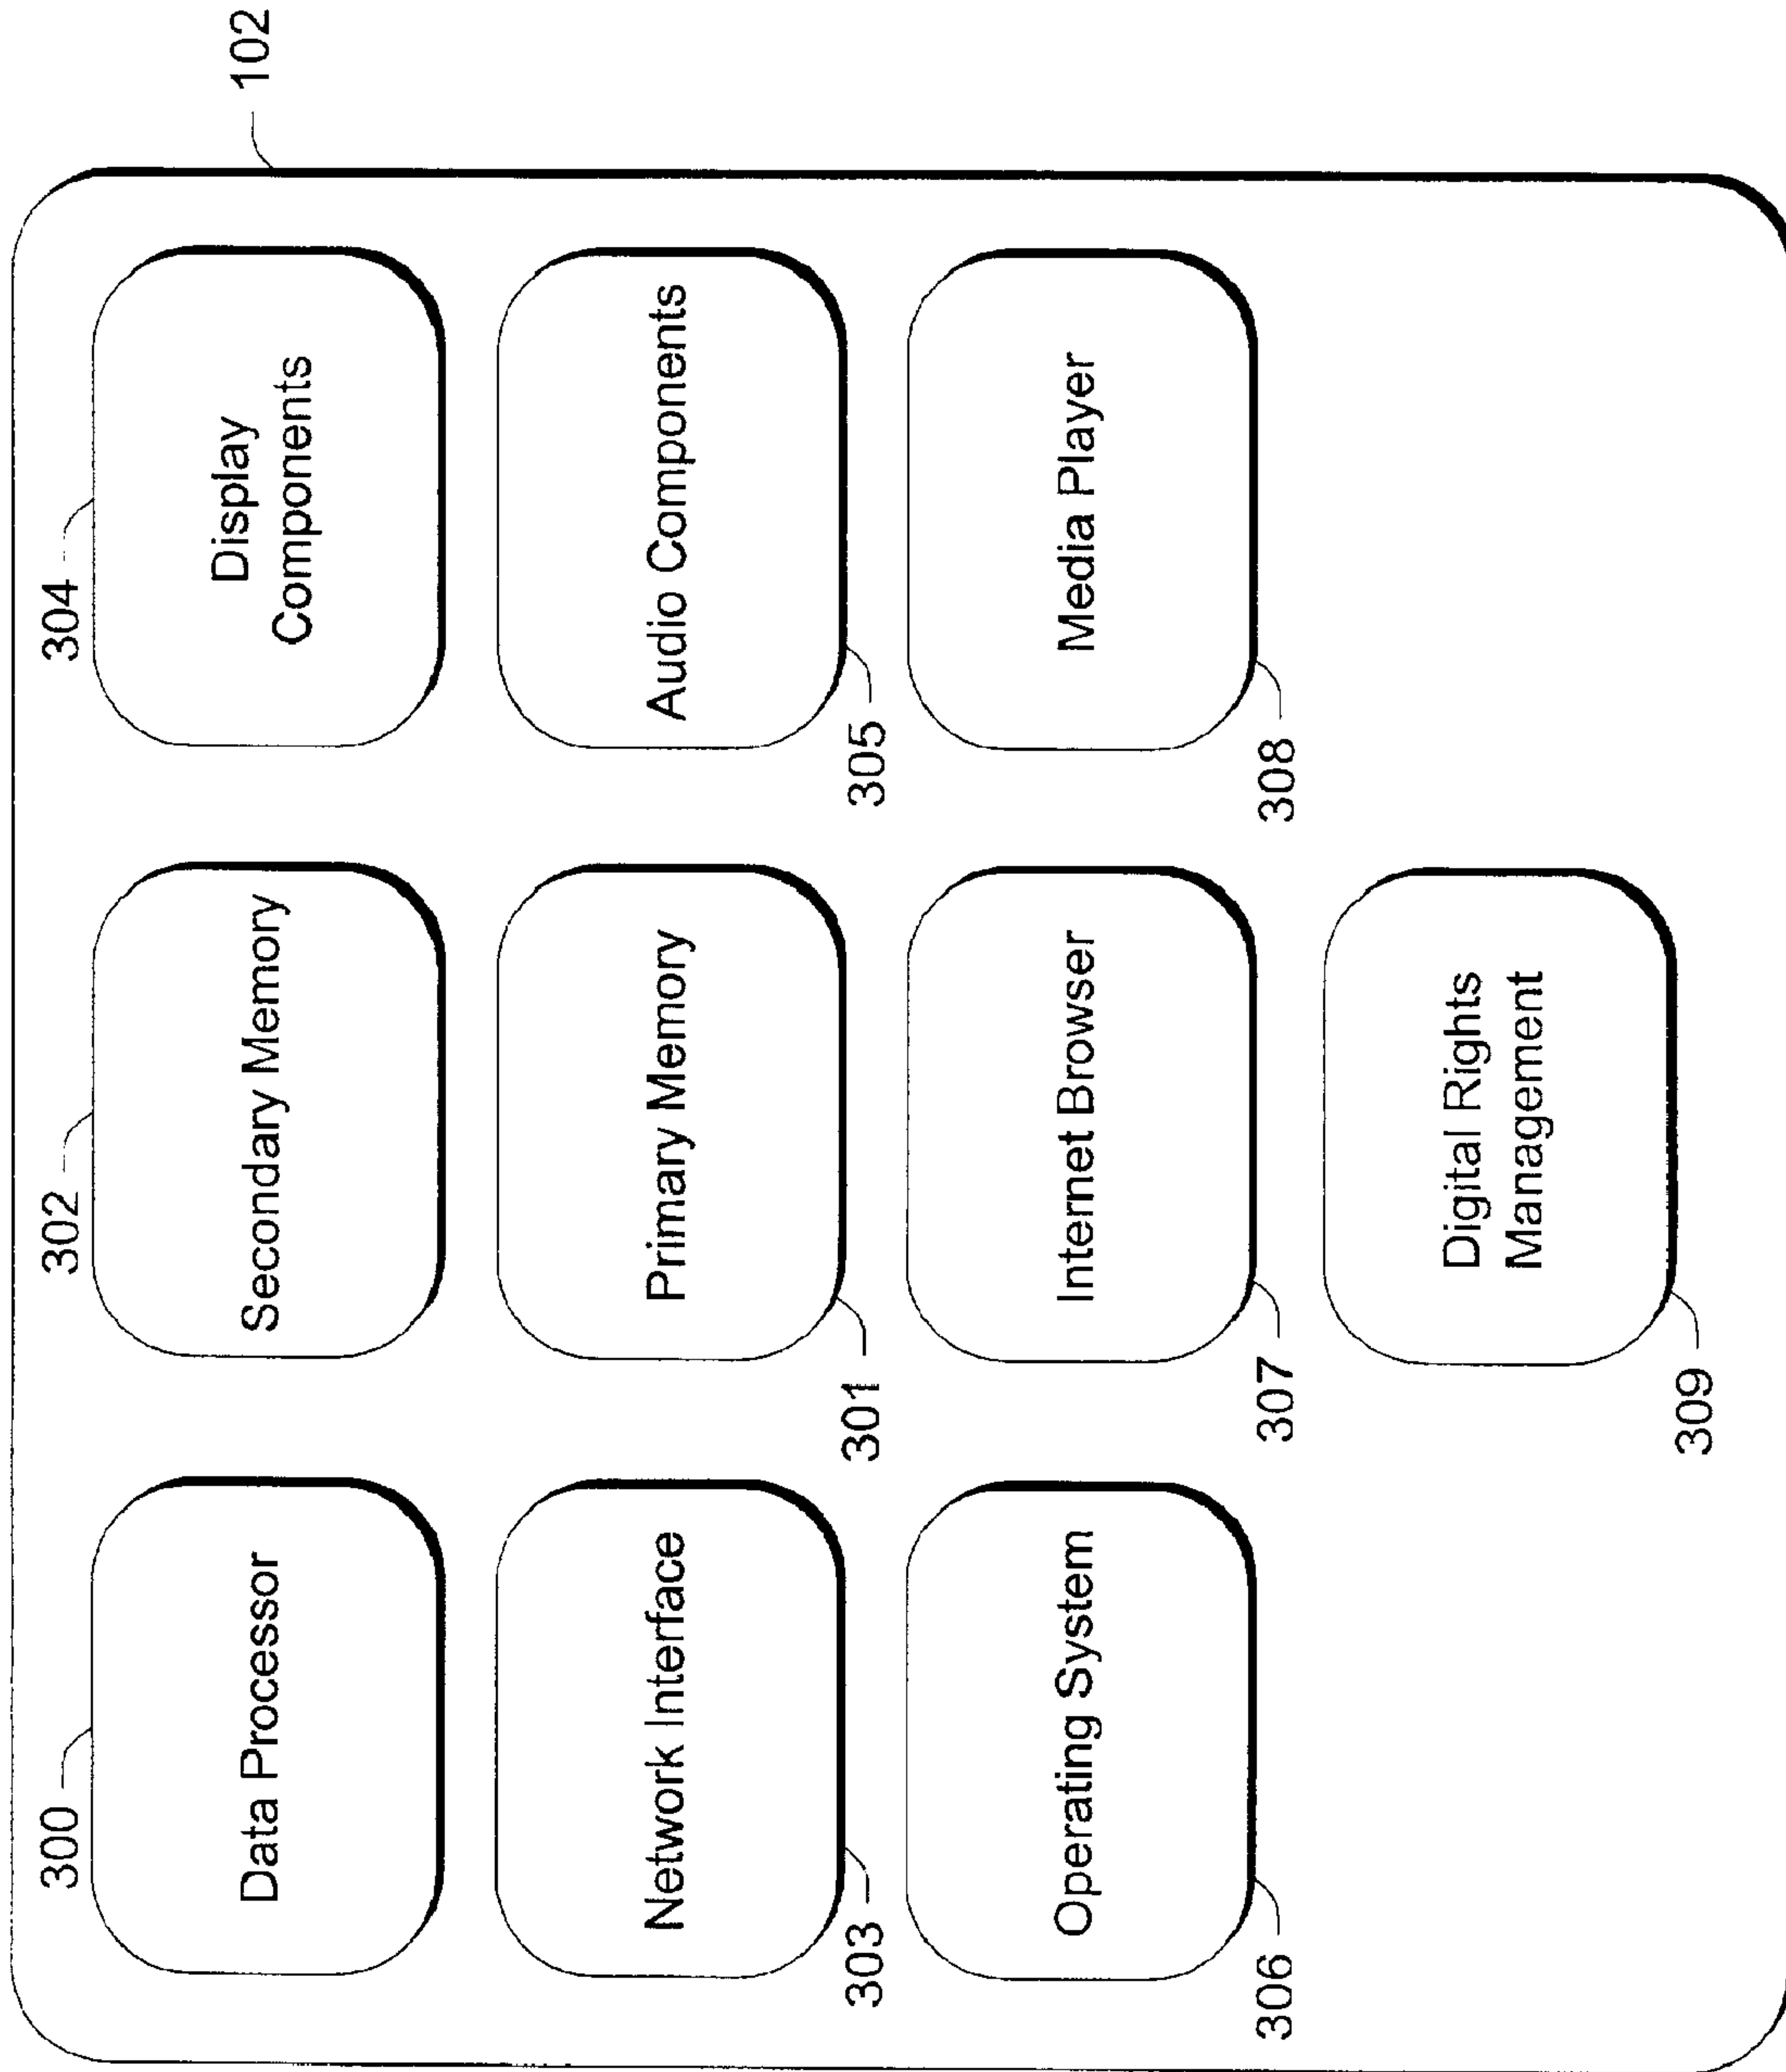 102
300
302
304
Data Processor
Secondary Memory
Display
Components
Network Interface
Primary Memory
Audio Components
303
301
305
Operating System
Internet Browser
Media Player
306
307
308
Digital Rights
Management
309